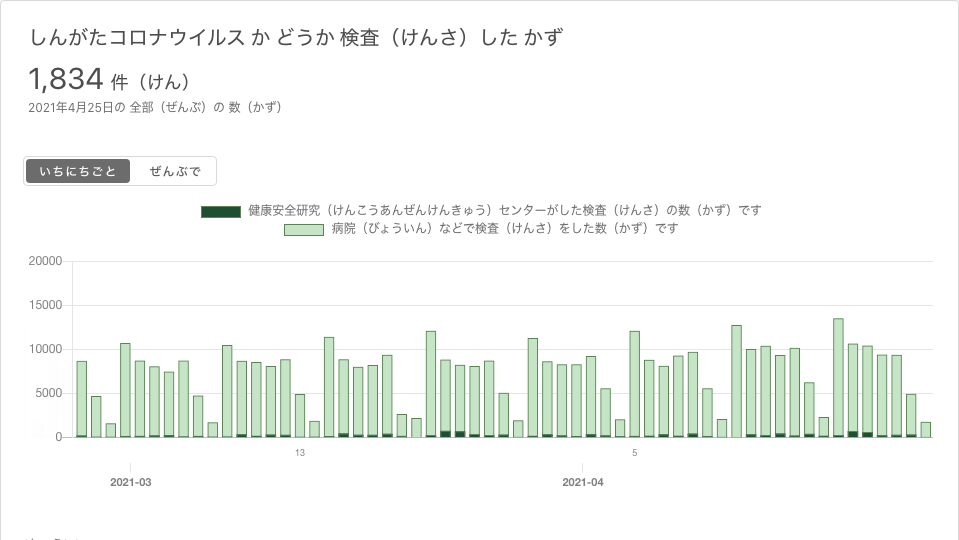 しんがたコロナウイルス か どうか 検査（けんさ）した かず
1,834 件（けん）
2021年4月25日の 全部（ぜんぶ）の 数（かず）
いちにちごと ぜんぶで
健康安全研究（けんこうあんぜんけんきゅう）センターがした検査（けんさ）の数（かず）です
病院（びょういん）などで検査（けんさ）をした数（かず）です
20000
15000
10000
5000
0
13 5
2021-03 2021-04